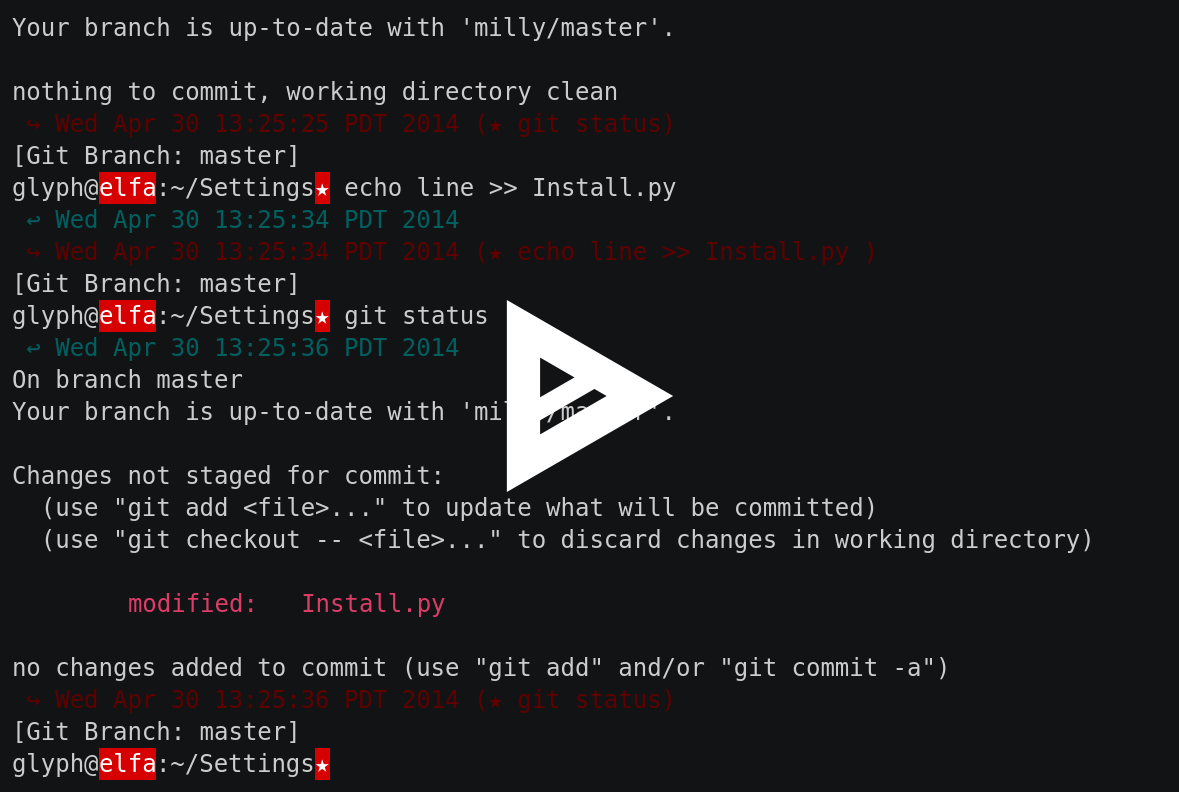 Your branch is up-to-date with 'milly/master'.
nothing to commit, working directory clean
↪ Wed Apr 30 13:25:25 PDT 2014 (★ git status)
[Git Branch: master]
glyph@elfa:~/Settings★ echo line >> Install.py
↩ Wed Apr 30 13:25:34 PDT 2014
↪ Wed Apr 30 13:25:34 PDT 2014 (★ echo line >> Install.py )
[Git Branch: master]
glyph@elfa:~/Settings★ git status
↩ Wed Apr 30 13:25:36 PDT 2014
On branch master
Your branch is up-to-date with
Changes not staged for commit:
  (use "git add <file>..." to update what will be committed)
  (use "git checkout -- <file>..." to discard changes in working directory)
        modified:   Install.py
no changes added to commit (use "git add" and/or "git commit -a")
↪ Wed Apr 30 13:25:36 PDT 2014 (★ git status)
[Git Branch: master]
glyph@elfa:~/Settings★